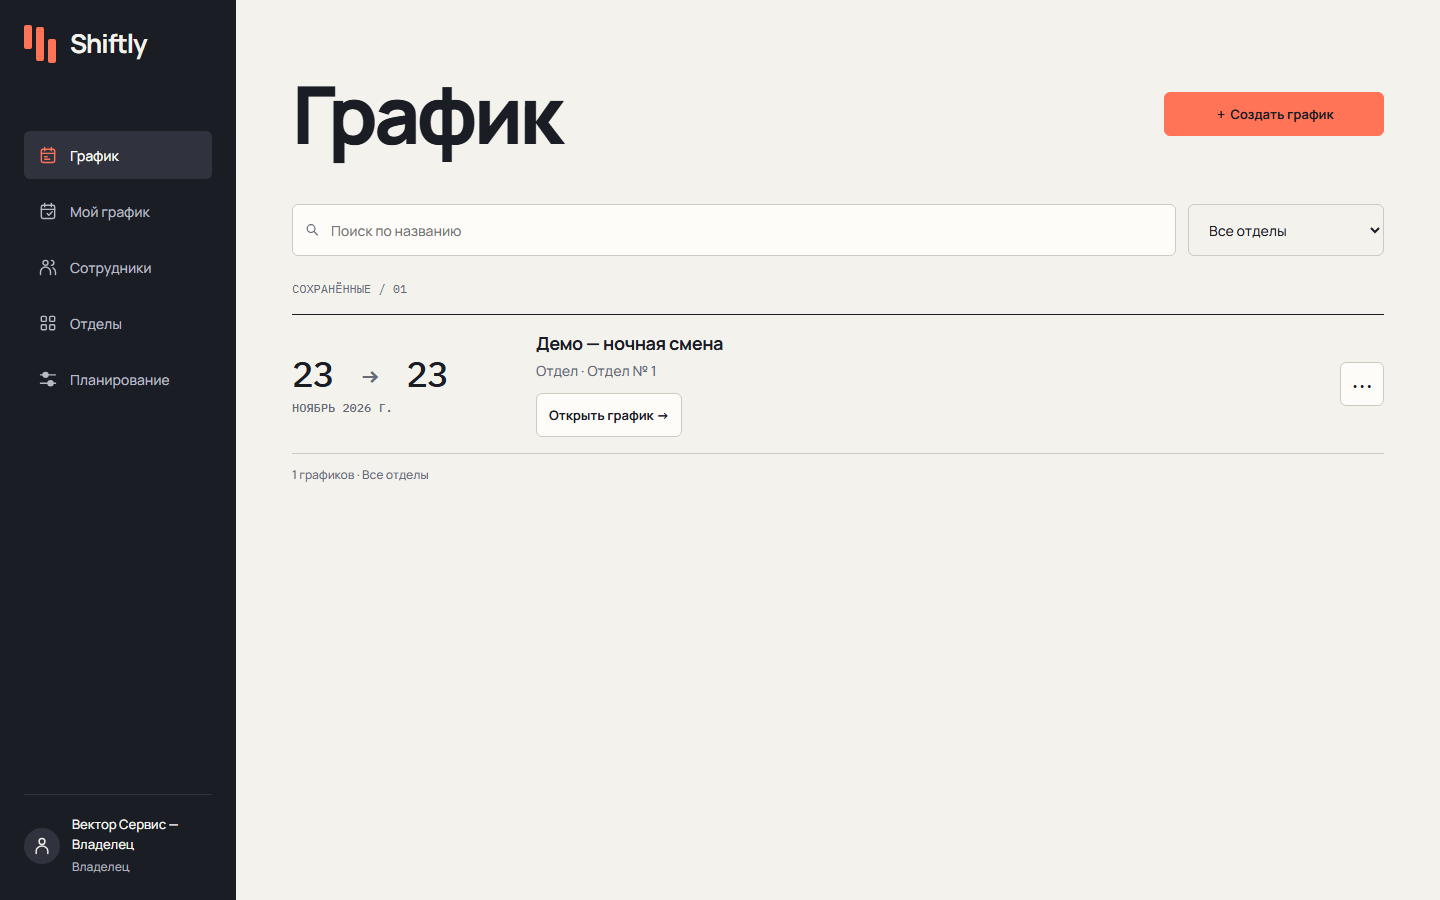 Shiftly
График
Мой график
Сотрудники
Отделы
Планирование
Вектор Сервис —
Владелец
Владелец
График
+ Создать график
Поиск по названию
Все отделы
СОХРАНЁННЫЕ / 01
23 → 23
НОЯБРЬ 2026 Г.
Демо — ночная смена
Отдел · Отдел № 1
Открыть график →
...
1 графиков · Все отделы